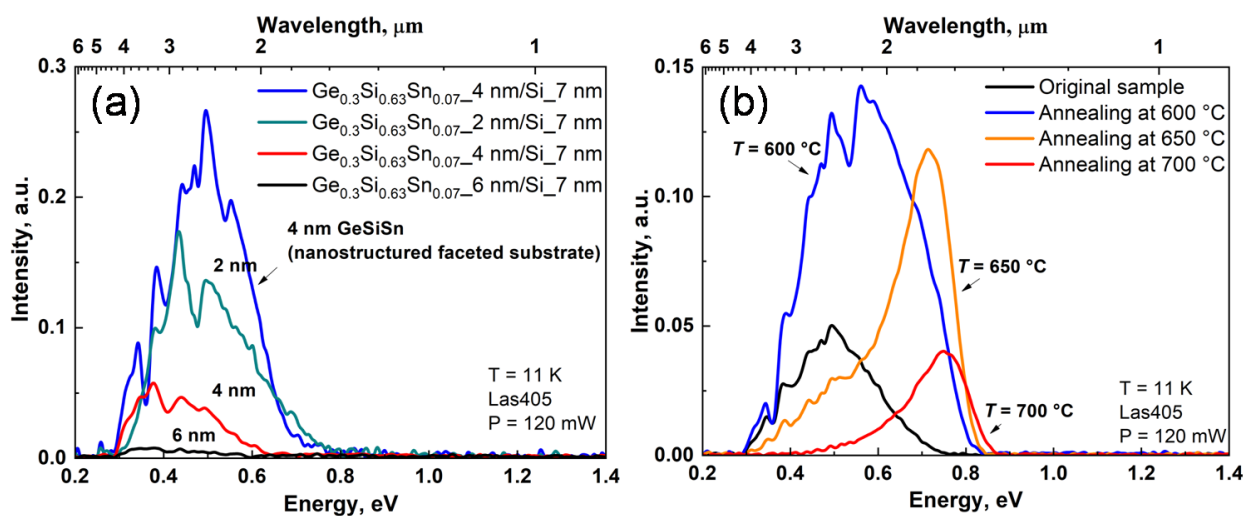 Wavelength, μm
6 5 4 3 2 1
(a)
Ge0.3Si0.63Sn0.07_4 nm/Si_7 nm
Ge0.3Si0.63Sn0.07_2 nm/Si_7 nm
Ge0.3Si0.63Sn0.07_4 nm/Si_7 nm
Ge0.3Si0.63Sn0.07_6 nm/Si_7 nm
4 nm GeSiSn
(nanostructured faceted substrate)
2 nm
4 nm
6 nm
T = 11 K
Las405
P = 120 mW
Intensity, a.u.
0.3
0.2
0.1
0.0
0.2 0.4 0.6 0.8 1.0 1.2 1.4
Energy, eV
Wavelength, μm
6 5 4 3 2 1
(b)
Original sample
Annealing at 600 °C
Annealing at 650 °C
Annealing at 700 °C
T = 600 °C
T = 650 °C
T = 700 °C
T = 11 K
Las405
P = 120 mW
Intensity, a.u.
0.15
0.10
0.05
0.00
0.2 0.4 0.6 0.8 1.0 1.2 1.4
Energy, eV